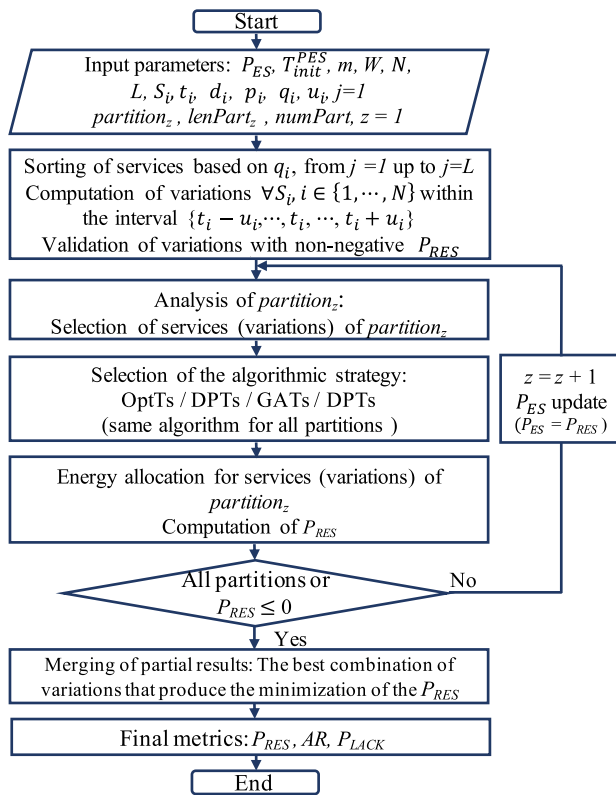 Start
Input parameters: P_ES, T_init^PES, m, W, N,
L, S_i, t_i, d_i, p_i, q_i, u_i, j=1
partition_z , lenPart_z , numPart, z = 1
Sorting of services based on q_i, from j =1 up to j=L
Computation of variations ∀S_i, i ∈ {1, ⋯, N} within
the interval {t_i − u_i, ⋯, t_i, ⋯, t_i + u_i}
Validation of variations with non-negative P_RES
Analysis of partition_z:
Selection of services (variations) of partition_z
Selection of the algorithmic strategy:
OptTs / DPTs / GATs / DPTs
(same algorithm for all partitions )
z = z + 1
P_ES update
(P_ES = P_RES )
Energy allocation for services (variations) of
partition_z
Computation of P_RES
All partitions or
P_RES ≤ 0
No
Yes
Merging of partial results: The best combination of
variations that produce the minimization of the P_RES
Final metrics: P_RES, AR, P_LACK
End